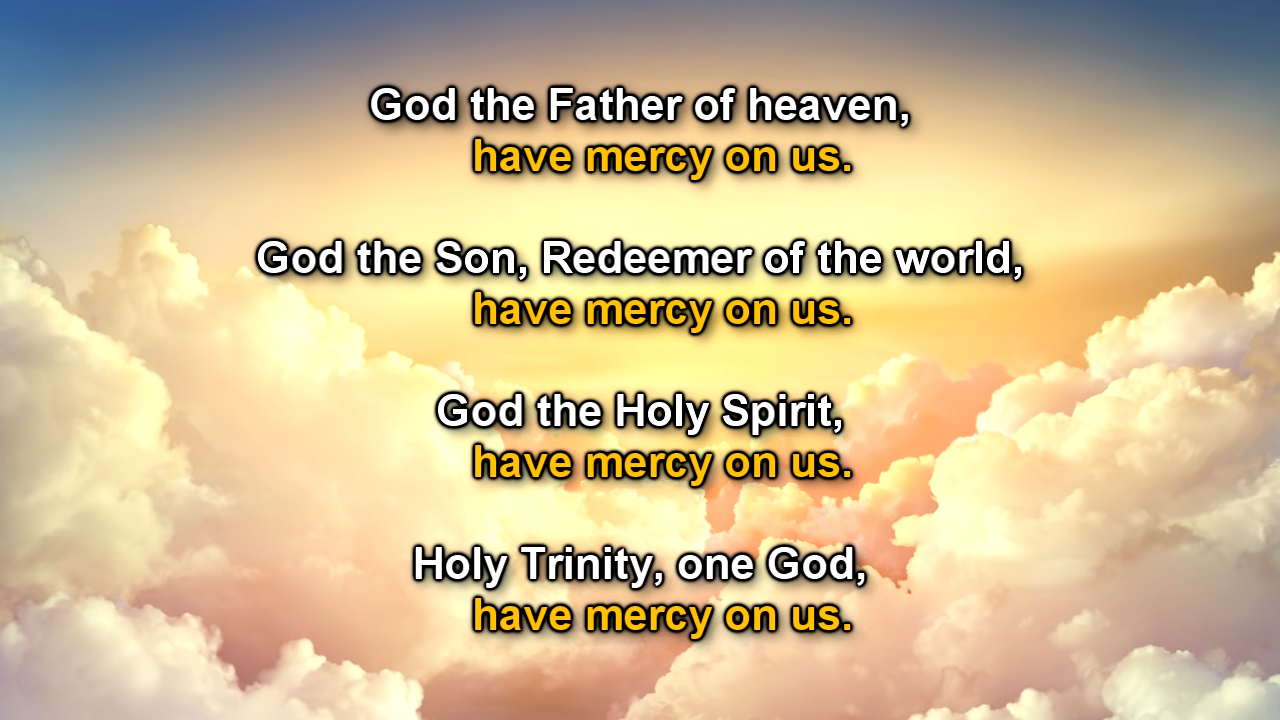 God the Father of heaven,
have mercy on us.
God the Son, Redeemer of the world,
have mercy on us.
God the Holy Spirit,
have mercy on us.
Holy Trinity, one God,
have mercy on us.